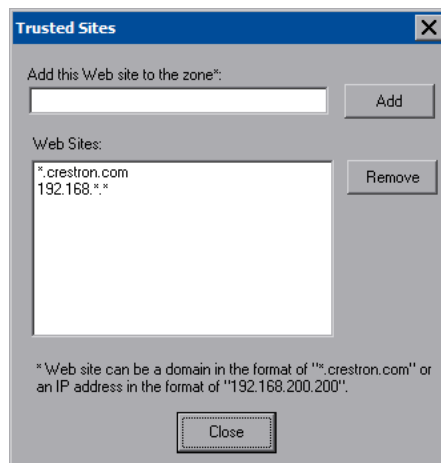 Trusted Sites
Add this Web site to the zone*:
Add
Web Sites:
*.crestron.com
192.168.*.*
Remove
* Web site can be a domain in the format of "*.crestron.com" or
an IP address in the format of "192.168.200.200".
Close